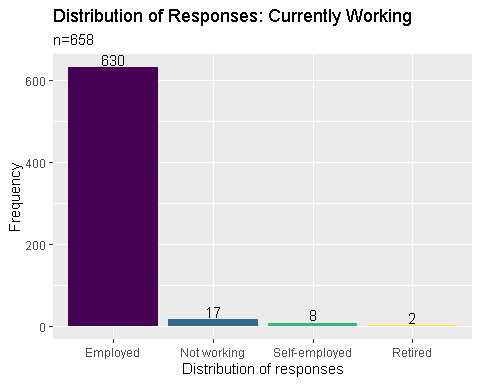 Distribution of Responses: Currently Working
n=658
Frequency
600
400
200
0
630
17
8
2
Employed
Not working
Self-employed
Retired
Distribution of responses